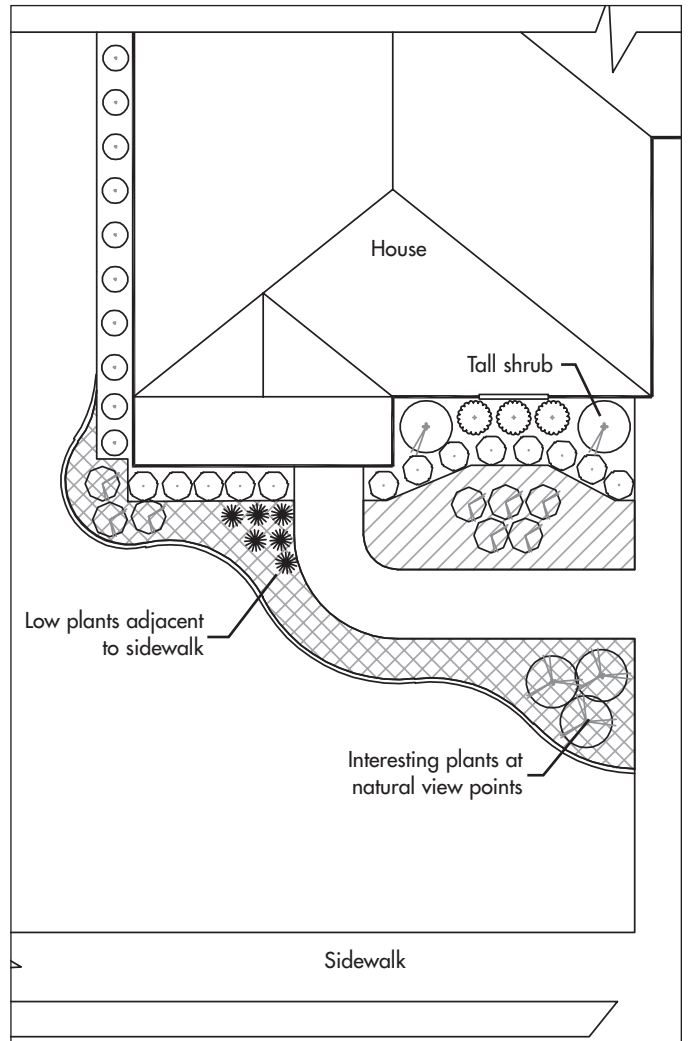 House
Tall shrub
Low plants adjacent
to sidewalk
Interesting plants at
natural view points
Sidewalk